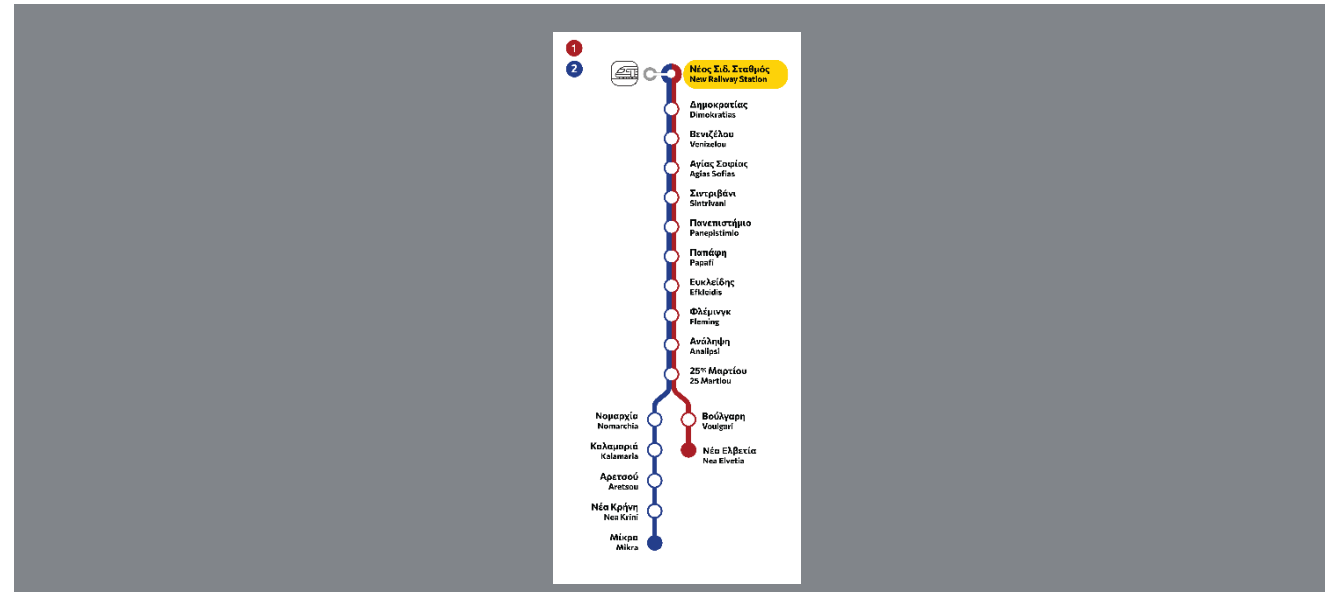 1
2
Νέος Σιδ. Σταθμός
New Railway Station
Δημοκρατίας
Dimokratias
Βενιζέλου
Venizelou
Αγίας Σοφίας
Agias Sofias
Σιντριβάνι
Sintrivani
Πανεπιστήμιο
Panepistimio
Παπάφη
Papafi
Ευκλείδης
Efkleidis
Φλέμινγκ
Fleming
Ανάληψη
Analipsi
25ης Μαρτίου
25 Martiou
Νομαρχία
Nomarchia
Βούλγαρη
Voulgari
Καλαμαριά
Kalamaria
Νέα Ελβετία
Nea Elvetia
Αρετσού
Aretsou
Νέα Κρήνη
Nea Krini
Μίκρα
Mikra